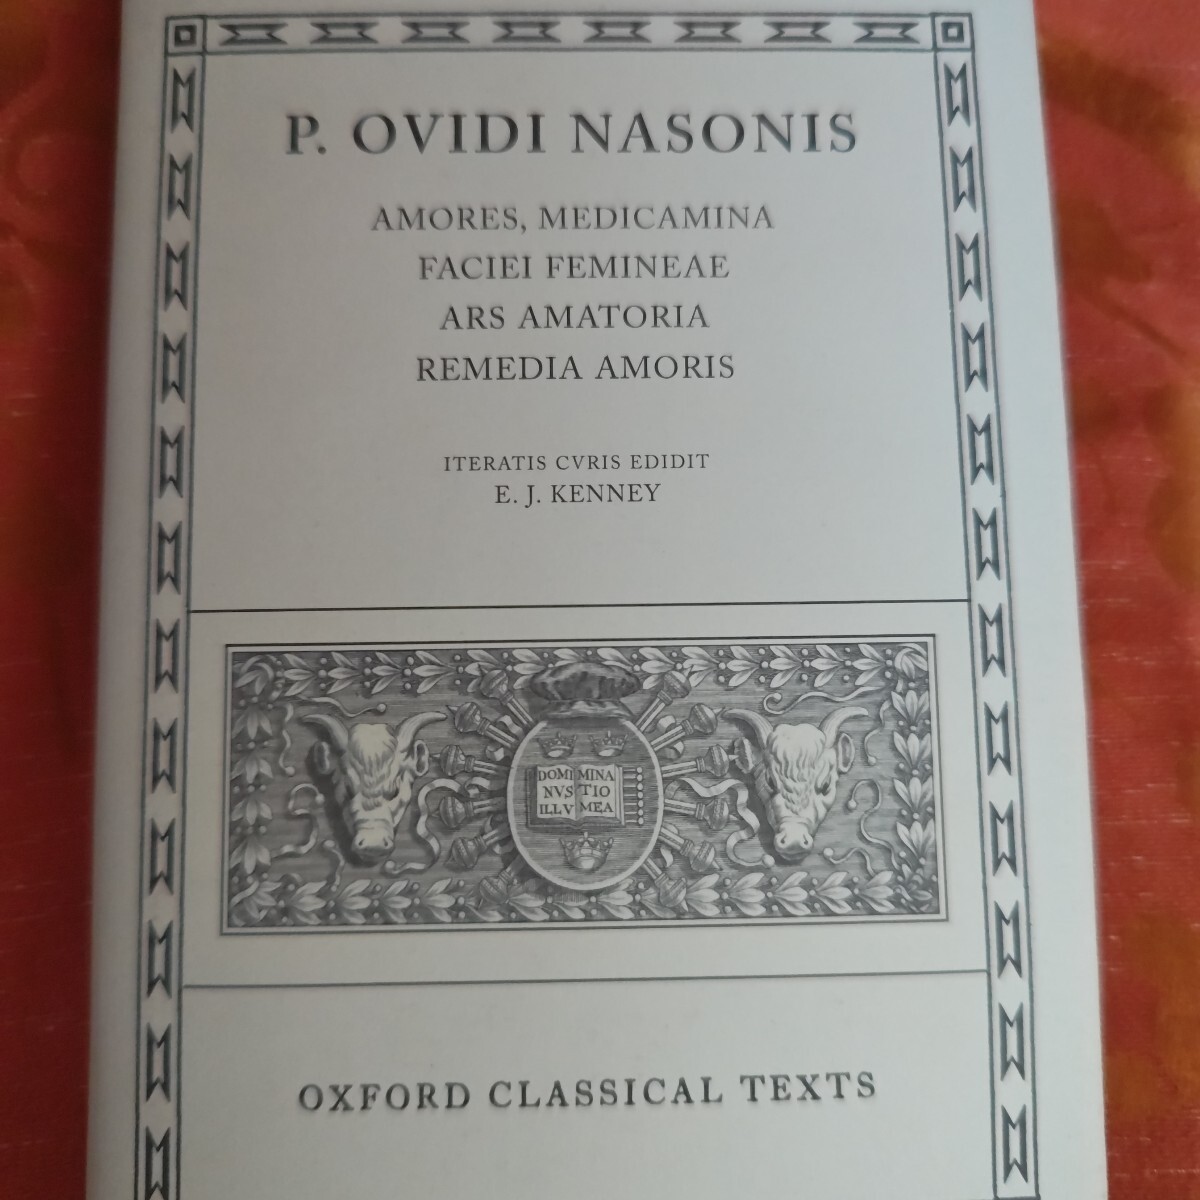 P. OVIDI NASONIS
AMORES, MEDICAMINA
FACIEI FEMINEAE
ARS AMATORIA
REMEDIA AMORIS
ITERATIS CVRIS EDIDIT
E. J. KENNEY
DOMI MINA
NVS TIO
ILLV MEA
OXFORD CLASSICAL TEXTS